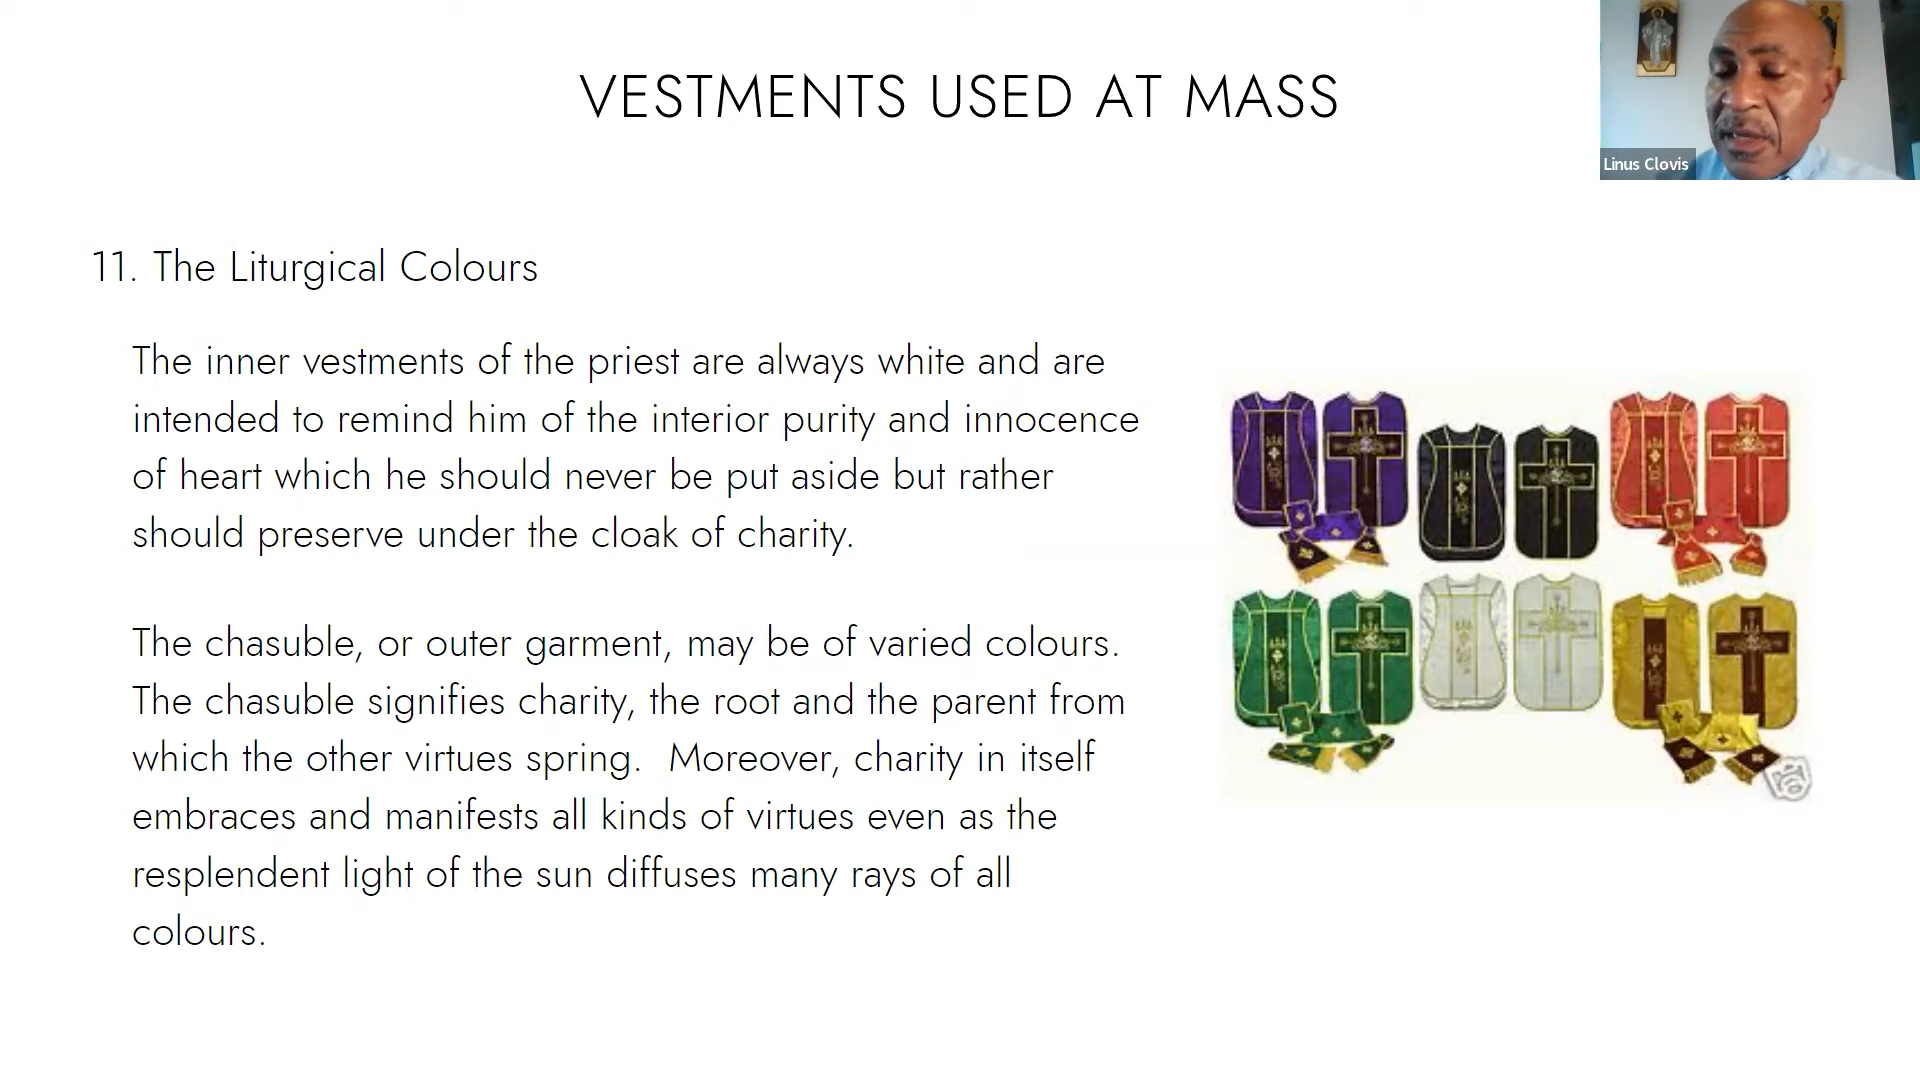 VESTMENTS USED AT MASS
Linus Clovis
11. The Liturgical Colours
The inner vestments of the priest are always white and are
intended to remind him of the interior purity and innocence
of heart which he should never be put aside but rather
should preserve under the cloak of charity.
The chasuble, or outer garment, may be of varied colours.
The chasuble signifies charity, the root and the parent from
which the other virtues spring.  Moreover, charity in itself
embraces and manifests all kinds of virtues even as the
resplendent light of the sun diffuses many rays of all
colours.